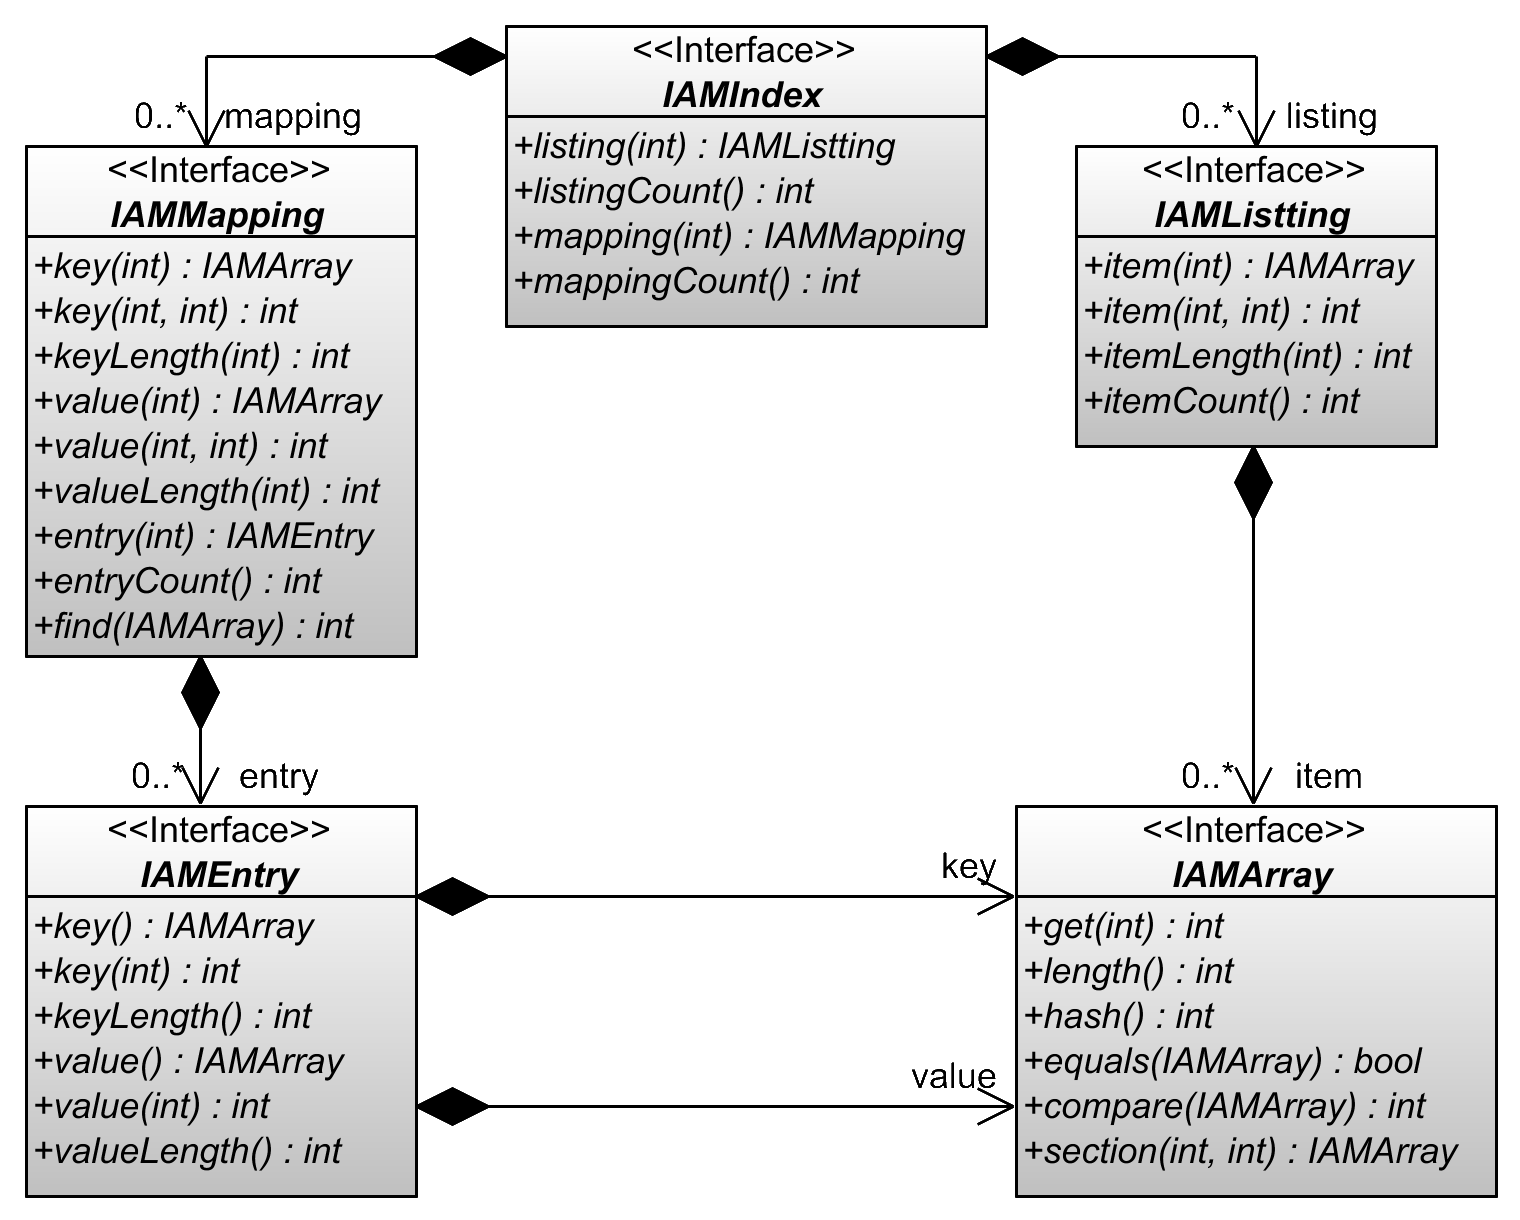 <<Interface>>
IAMIndex
+listing(int) : IAMListting
+listingCount() : int
+mapping(int) : IAMMapping
+mappingCount() : int
0..* mapping
<<Interface>>
IAMMapping
+key(int) : IAMArray
+key(int, int) : int
+keyLength(int) : int
+value(int) : IAMArray
+value(int, int) : int
+valueLength(int) : int
+entry(int) : IAMEntry
+entryCount() : int
+find(IAMArray) : int
0..* listing
<<Interface>>
IAMListting
+item(int) : IAMArray
+item(int, int) : int
+itemLength(int) : int
+itemCount() : int
0..* entry
<<Interface>>
IAMEntry
+key() : IAMArray
+key(int) : int
+keyLength() : int
+value() : IAMArray
+value(int) : int
+valueLength() : int
key
value
0..* item
<<Interface>>
IAMArray
+get(int) : int
+length() : int
+hash() : int
+equals(IAMArray) : bool
+compare(IAMArray) : int
+section(int, int) : IAMArray